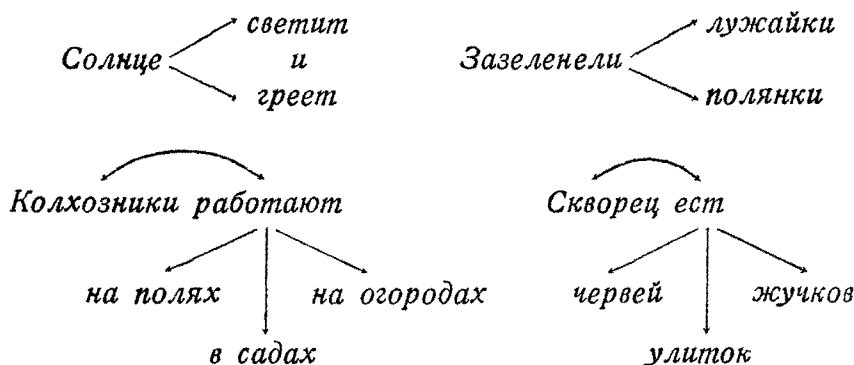 светит
Солнце и
греет
лужайки
Зазеленели
полянки
Колхозники работают
на полях на огородах
в садах
Скворец ест
червей жучков
улиток